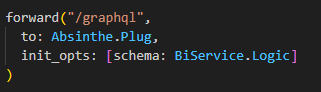 forward("/graphql",
  to: Absinthe.Plug,
  init_opts: [schema: BiService.Logic]
)